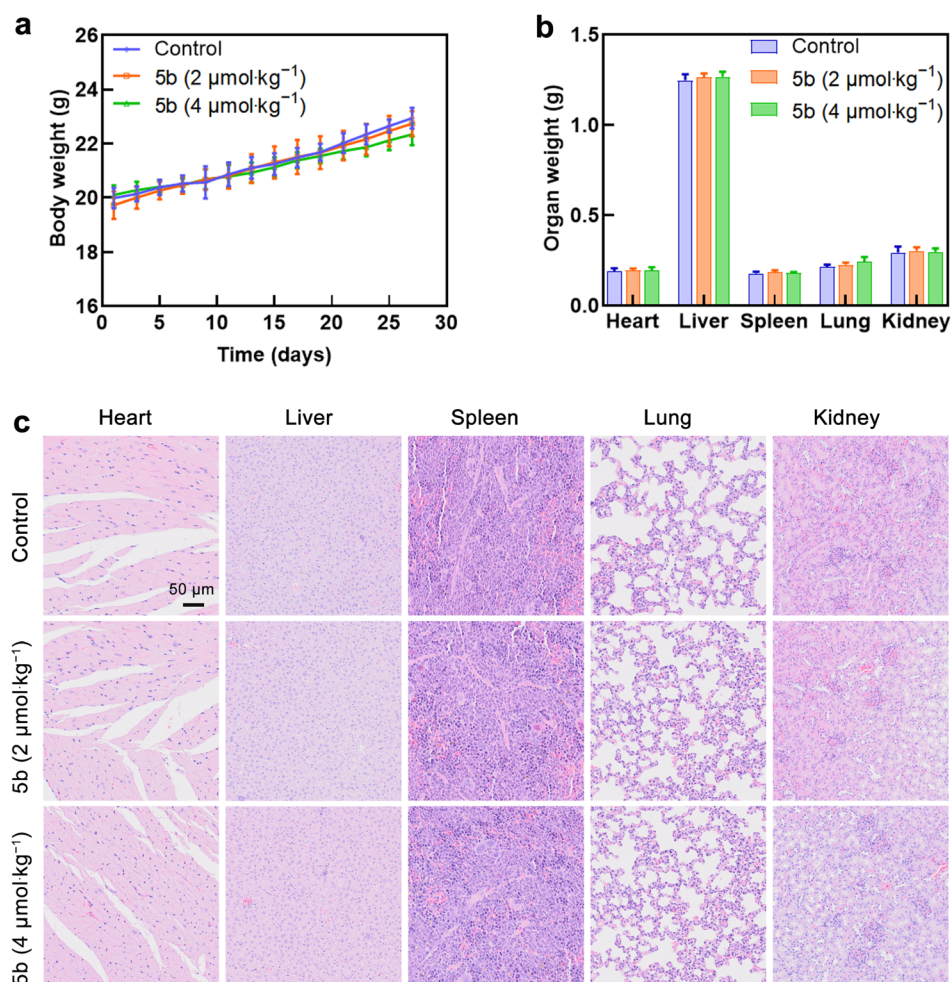 a
26
24
22
20
18
16
Body weight (g)
Control
5b (2 μmol·kg⁻¹)
5b (4 μmol·kg⁻¹)
0 5 10 15 20 25 30
Time (days)
b
1.5
1.0
0.5
0.0
Organ weight (g)
Control
5b (2 μmol·kg⁻¹)
5b (4 μmol·kg⁻¹)
Heart Liver Spleen Lung Kidney
c
Heart Liver Spleen Lung Kidney
Control
50 μm
5b (2 μmol·kg⁻¹)
5b (4 μmol·kg⁻¹)